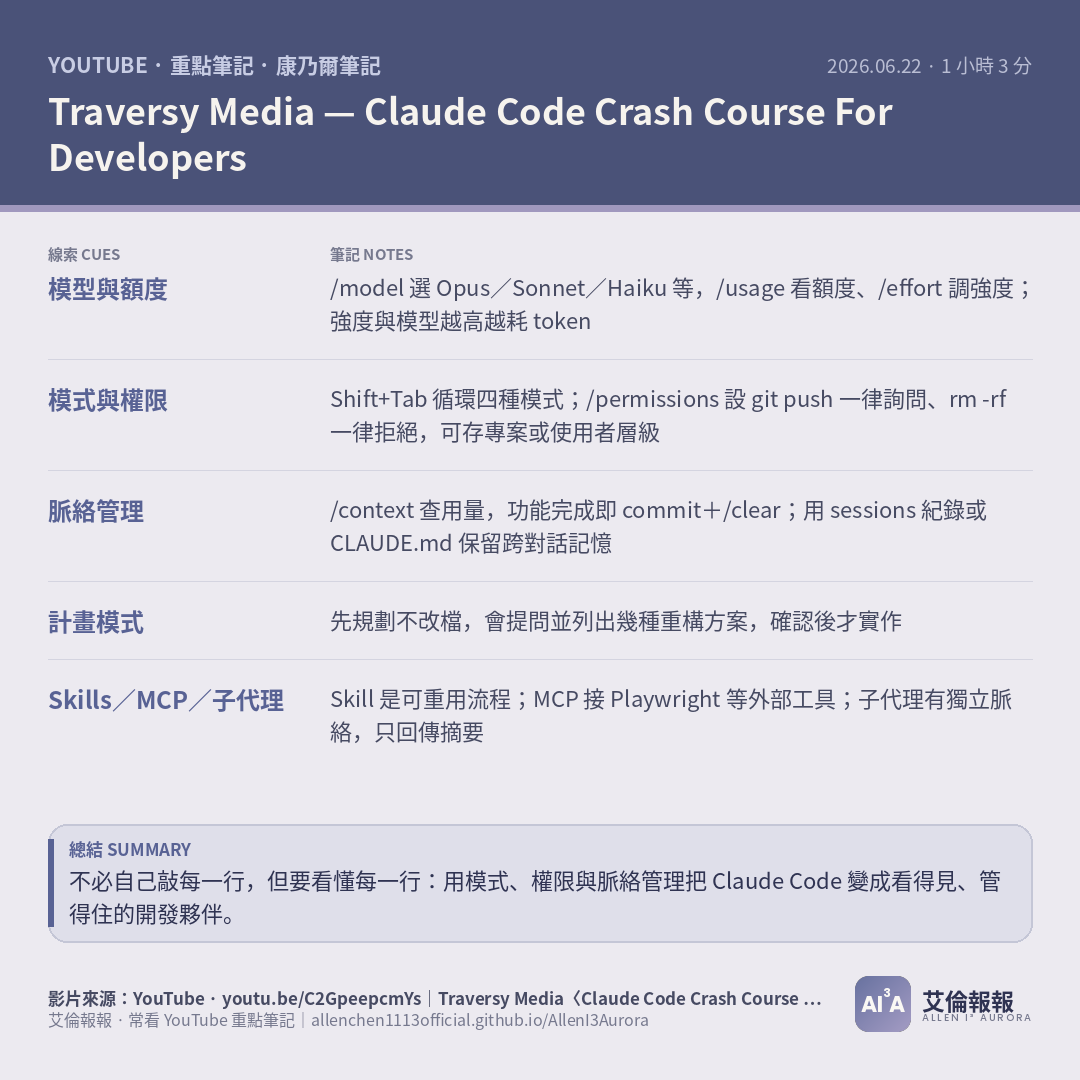 YOUTUBE · 重點筆記 · 康乃爾筆記
2026.06.22 · 1 小時 3 分
Traversy Media — Claude Code Crash Course For
Developers
線索 CUES
筆記 NOTES
模型與額度
/model 選 Opus／Sonnet／Haiku 等，/usage 看額度、/effort 調強度；
強度與模型越高越耗 token
模式與權限
Shift+Tab 循環四種模式；/permissions 設 git push 一律詢問、rm -rf
一律拒絕，可存專案或使用者層級
脈絡管理
/context 查用量，功能完成即 commit＋/clear；用 sessions 紀錄或
CLAUDE.md 保留跨對話記憶
計畫模式
先規劃不改檔，會提問並列出幾種重構方案，確認後才實作
Skills／MCP／子代理
Skill 是可重用流程；MCP 接 Playwright 等外部工具；子代理有獨立脈
絡，只回傳摘要
總結 SUMMARY
不必自己敲每一行，但要看懂每一行：用模式、權限與脈絡管理把 Claude Code 變成看得見、管
得住的開發夥伴。
影片來源：YouTube · youtu.be/C2GpeepcmYs｜Traversy Media〈Claude Code Crash Course …
艾倫報報 · 常看 YouTube 重點筆記｜allenchen1113official.github.io/AllenI3Aurora
AI³A
艾倫報報
ALLEN I³ AURORA